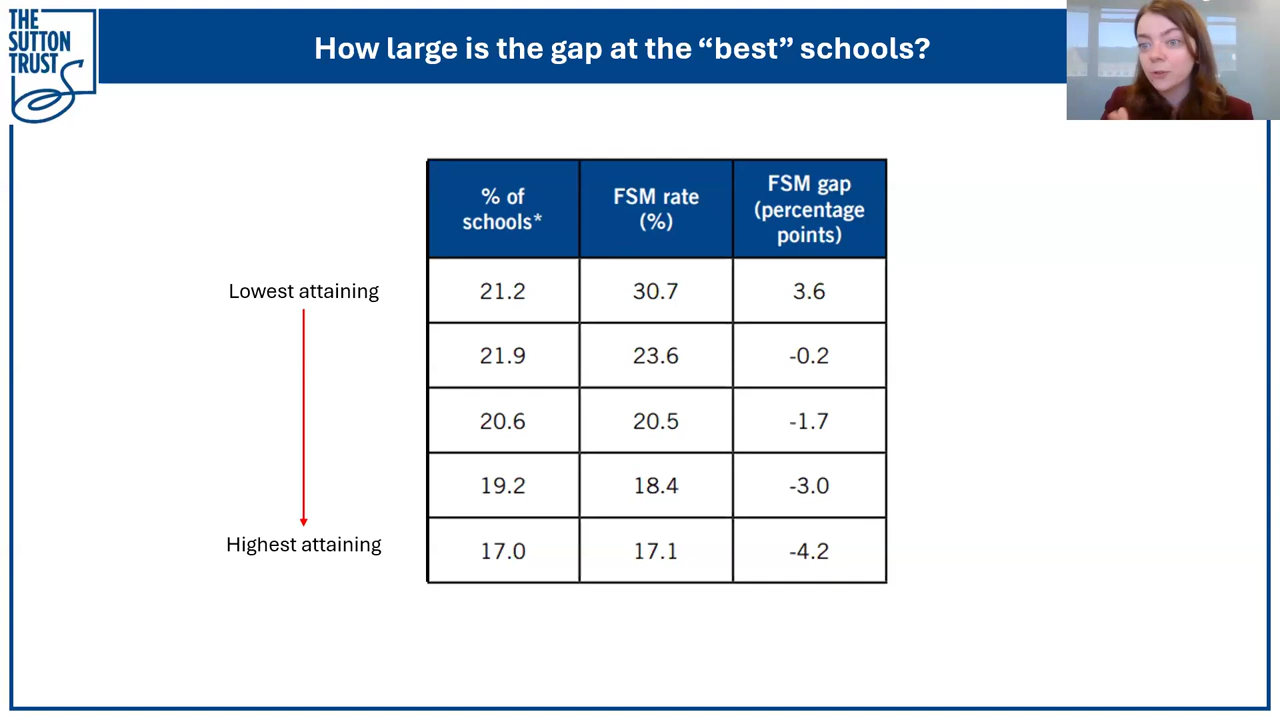 THE
SUTTON
TRUST
How large is the gap at the “best” schools?
% of
schools*
FSM rate
(%)
FSM gap
(percentage
points)
Lowest attaining
21.2
30.7
3.6
21.9
23.6
-0.2
20.6
20.5
-1.7
19.2
18.4
-3.0
Highest attaining
17.0
17.1
-4.2